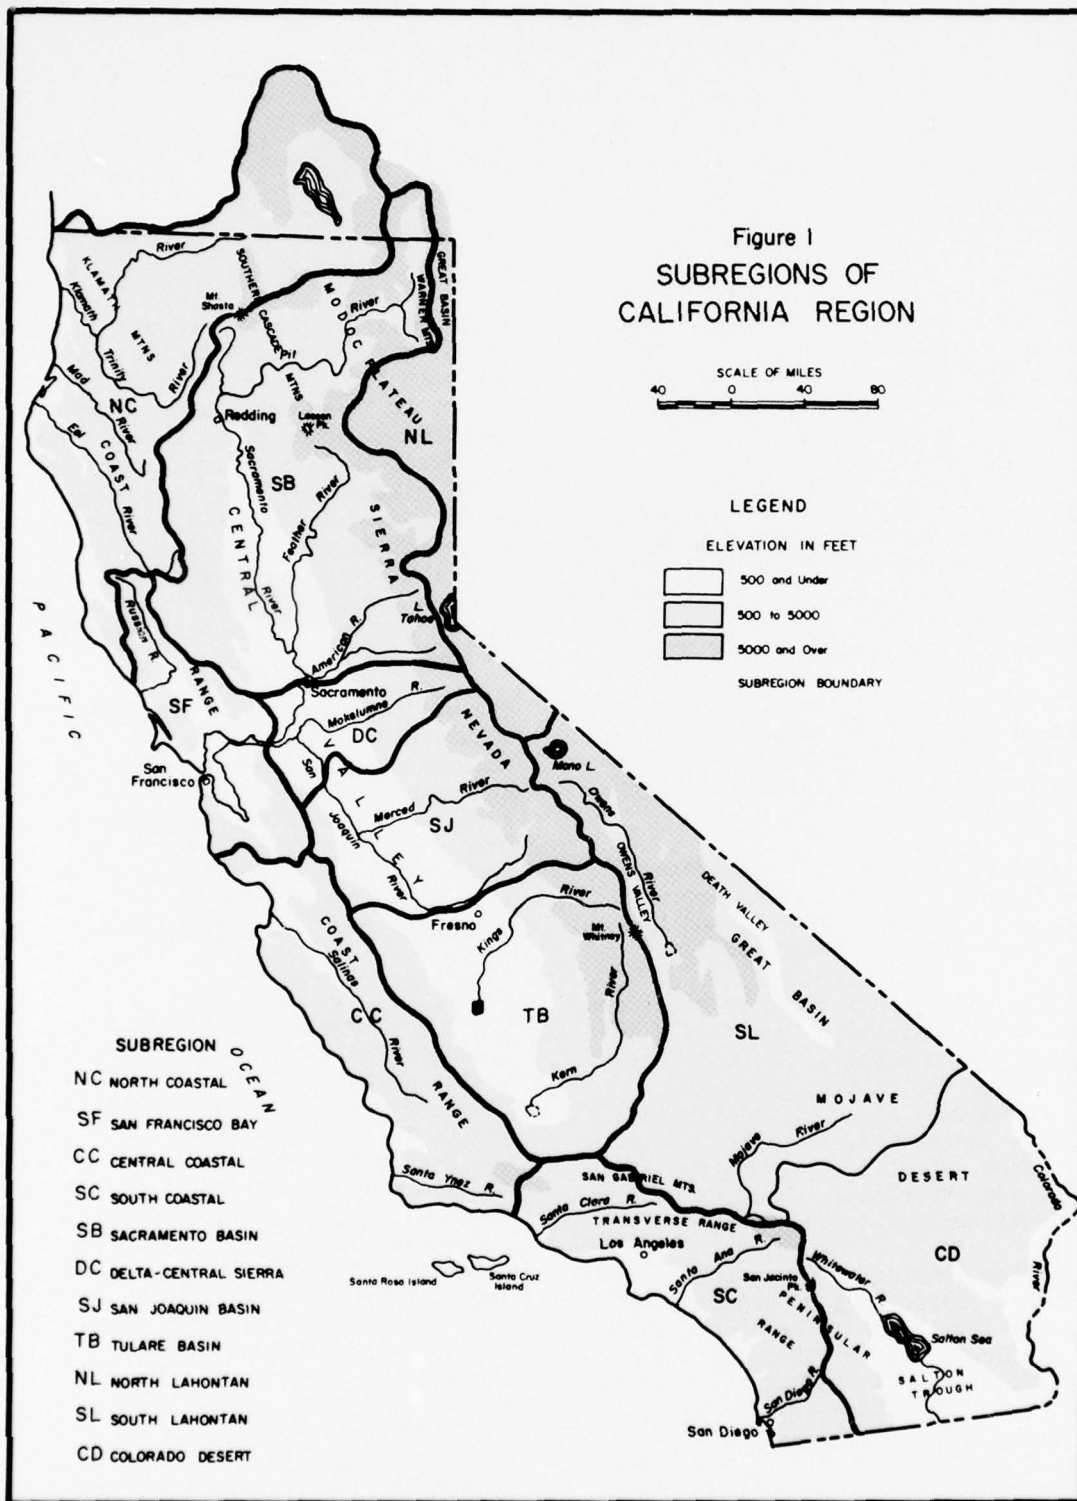 Figure 1
SUBREGIONS OF
CALIFORNIA REGION
SCALE OF MILES
40 0 40 80
LEGEND
ELEVATION IN FEET
500 and Under
500 to 5000
5000 and Over
SUBREGION BOUNDARY
KLAMATH
MTNS
Klamath
River
Trinity
River
Mad
River
Eel
River
NC
COAST
RANGE
SOUTHERN
CASCADE
MTNS
Mt.
Shasta
MODOC
PLATEAU
Pit
River
WARNER MTS.
GREAT BASIN
NL
Redding
Lassen
Pk.
SB
Sacramento
River
Feather
River
CENTRAL
VALLEY
SIERRA
NEVADA
L.
Tahoe
American R.
Russian R.
SF
Sacramento
Mokelumne R.
DC
San
Francisco
San
Joaquin
River
Merced River
SJ
Mono L.
Owens
River
OWENS VALLEY
DEATH VALLEY
GREAT
BASIN
Fresno
Kings
River
Mt.
Whitney
TB
Kern
River
SL
COAST
RANGE
Salinas
River
CC
PACIFIC
OCEAN
MOJAVE
DESERT
Mojave
River
Colorado
River
CD
Santa Ynez R.
SAN GABRIEL MTS.
Santa Clara R.
TRANSVERSE RANGE
Los Angeles
Santa Ana R.
San Jacinto
Pk.
SC
PENINSULAR
RANGE
Whitewater R.
Salton Sea
SALTON
TROUGH
Santa Rosa Island
Santa Cruz
Island
San Diego R.
San Diego
SUBREGION
NC NORTH COASTAL
SF SAN FRANCISCO BAY
CC CENTRAL COASTAL
SC SOUTH COASTAL
SB SACRAMENTO BASIN
DC DELTA-CENTRAL SIERRA
SJ SAN JOAQUIN BASIN
TB TULARE BASIN
NL NORTH LAHONTAN
SL SOUTH LAHONTAN
CD COLORADO DESERT